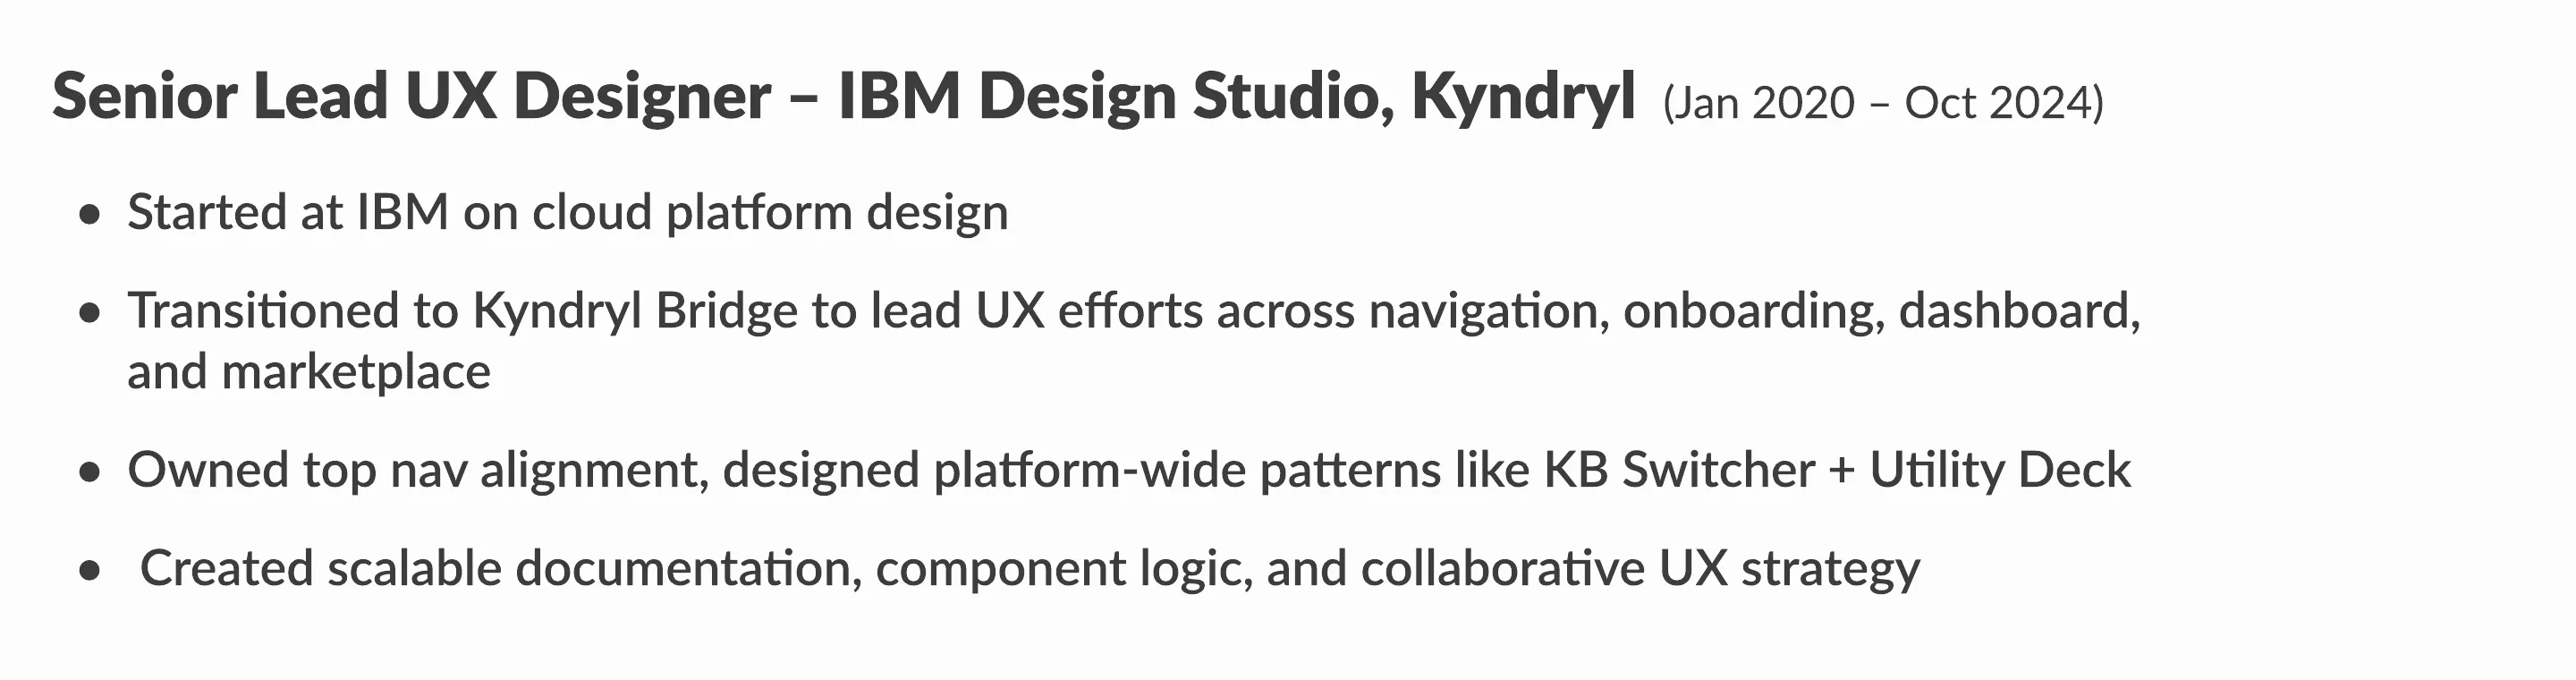 Senior Lead UX Designer – IBM Design Studio, Kyndryl (Jan 2020 – Oct 2024)
• Started at IBM on cloud platform design
• Transitioned to Kyndryl Bridge to lead UX efforts across navigation, onboarding, dashboard,
and marketplace
• Owned top nav alignment, designed platform-wide patterns like KB Switcher + Utility Deck
• Created scalable documentation, component logic, and collaborative UX strategy